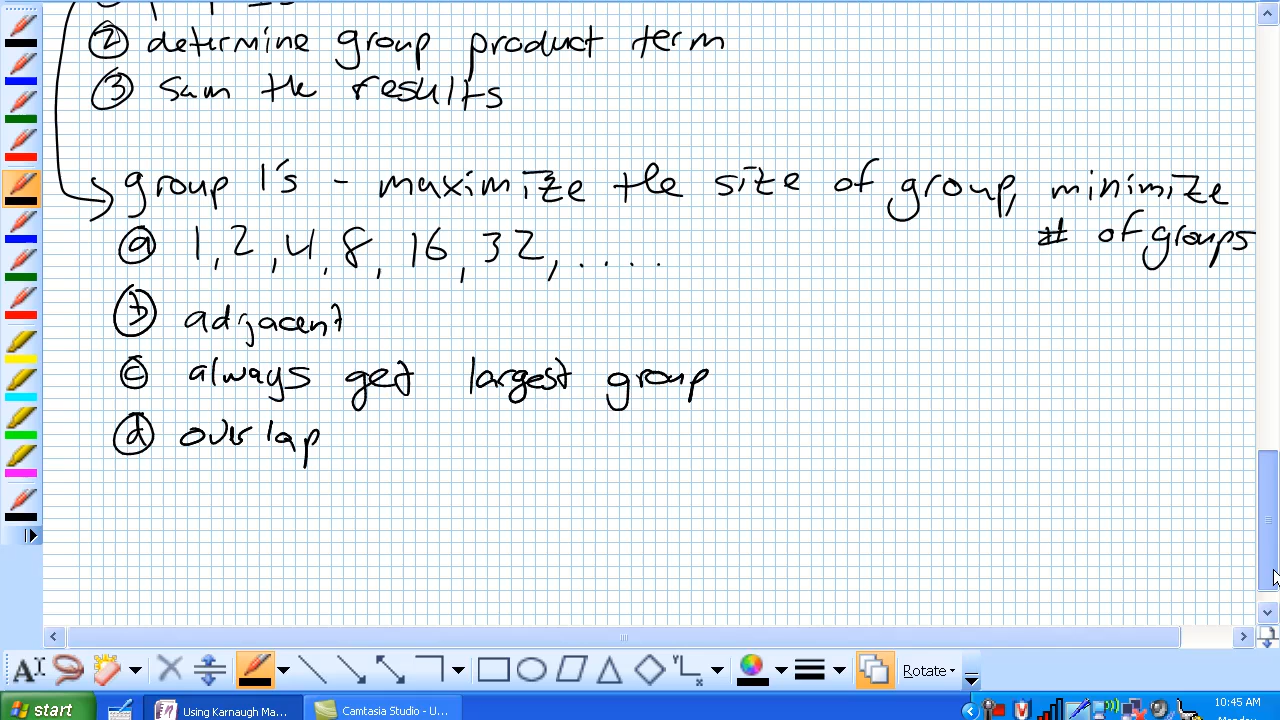 ② determine group product term
③ sum the results
group 1's - maximize the size of group, minimize
# of groups
ⓐ 1, 2, 4, 8, 16, 32, ....
ⓑ adjacent
ⓒ always get largest group
ⓓ overlap
Rotate
start
Using Karnaugh Ma...
Camtasia Studio - U...
10:45 AM